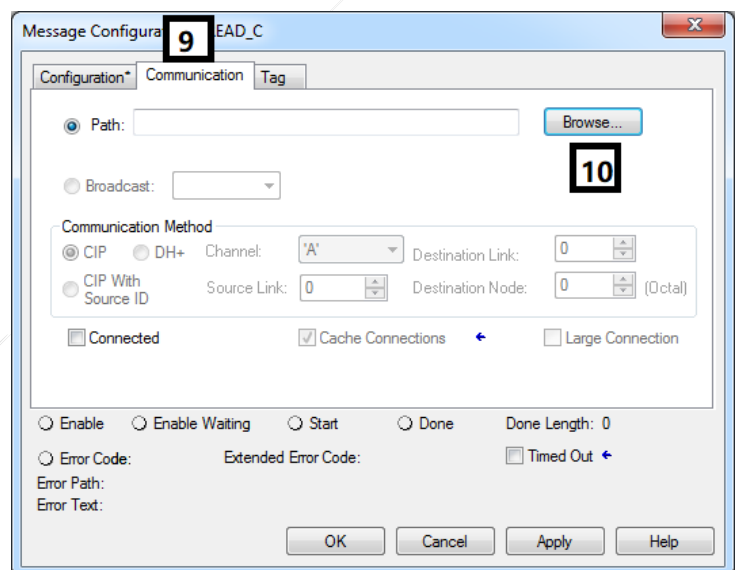 Message Configura LEAD_C
9
Configuration* Communication Tag
Path: Browse...
10
Broadcast:
Communication Method
CIP DH+ Channel: 'A' Destination Link: 0
CIP With Source ID Source Link: 0 Destination Node: 0 (Octal)
Connected Cache Connections Large Connection
Enable Enable Waiting Start Done Done Length: 0
Error Code: Extended Error Code: Timed Out
Error Path:
Error Text:
OK Cancel Apply Help